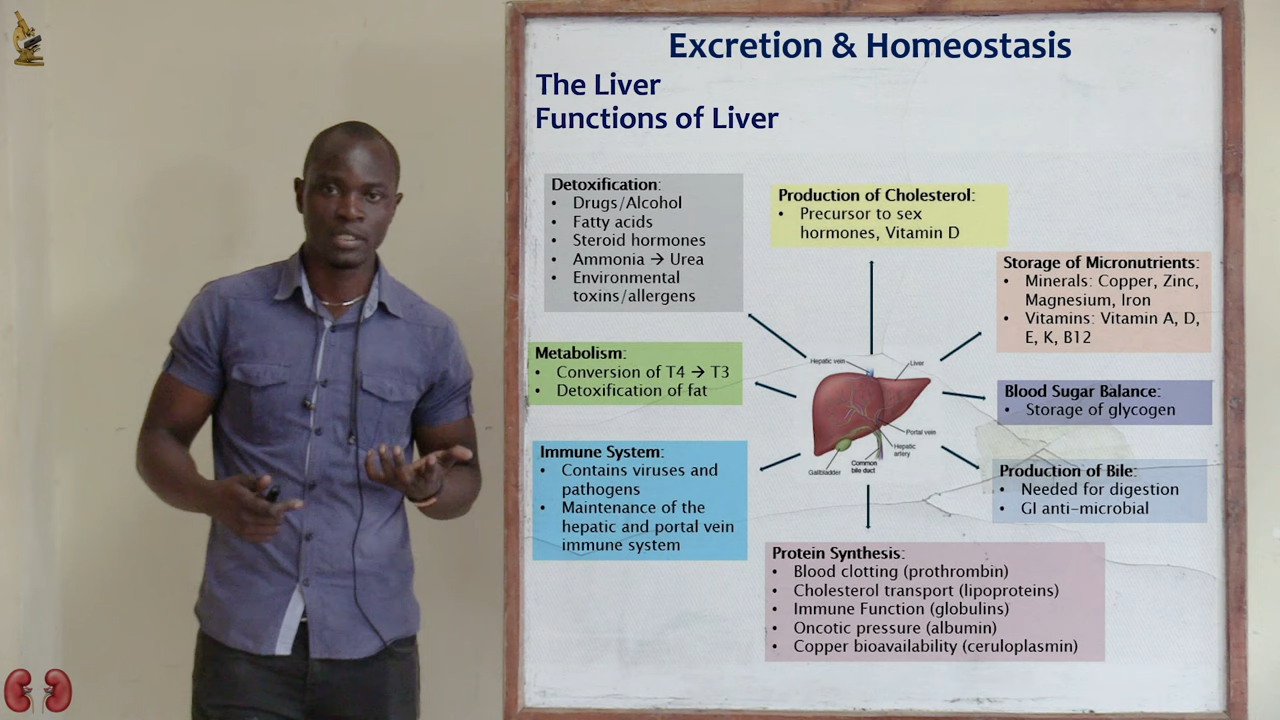 Excretion & Homeostasis
The Liver
Functions of Liver
Detoxification:
• Drugs/Alcohol
• Fatty acids
• Steroid hormones
• Ammonia → Urea
• Environmental
toxins/allergens
Production of Cholesterol:
• Precursor to sex
hormones, Vitamin D
Storage of Micronutrients:
• Minerals: Copper, Zinc,
Magnesium, Iron
• Vitamins: Vitamin A, D,
E, K, B12
Metabolism:
• Conversion of T4 → T3
• Detoxification of fat
Hepatic vein
Liver
Portal vein
Hepatic
artery
Common
bile duct
Gallbladder
Blood Sugar Balance:
• Storage of glycogen
Immune System:
• Contains viruses and
pathogens
• Maintenance of the
hepatic and portal vein
immune system
Production of Bile:
• Needed for digestion
• GI anti-microbial
Protein Synthesis:
• Blood clotting (prothrombin)
• Cholesterol transport (lipoproteins)
• Immune Function (globulins)
• Oncotic pressure (albumin)
• Copper bioavailability (ceruloplasmin)